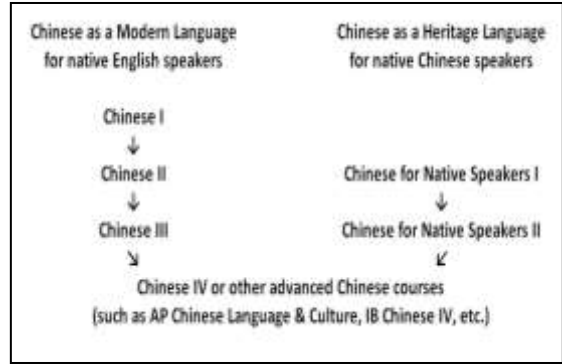 Chinese as a Modern Language
for native English speakers
Chinese as a Heritage Language
for native Chinese speakers
Chinese I
↓
Chinese II
Chinese for Native Speakers I
↓
↓
Chinese III
Chinese for Native Speakers II
↘
↙
Chinese IV or other advanced Chinese courses
(such as AP Chinese Language & Culture, IB Chinese IV, etc.)